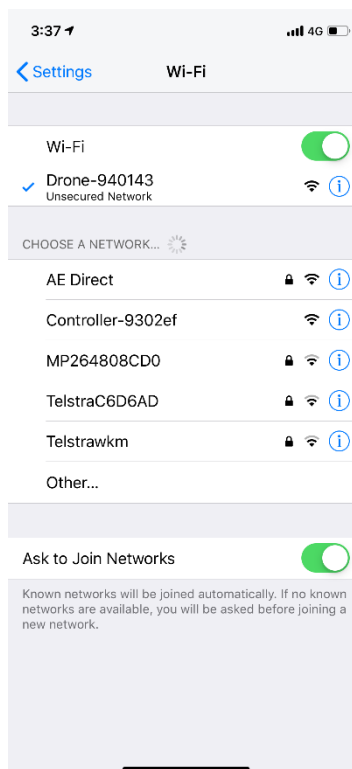 3:37 4G
Settings Wi-Fi
Wi-Fi
Drone-940143
Unsecured Network
CHOOSE A NETWORK...
AE Direct
Controller-9302ef
MP264808CD0
TelstraC6D6AD
Telstrawkm
Other...
Ask to Join Networks
Known networks will be joined automatically. If no known
networks are available, you will be asked before joining a
new network.